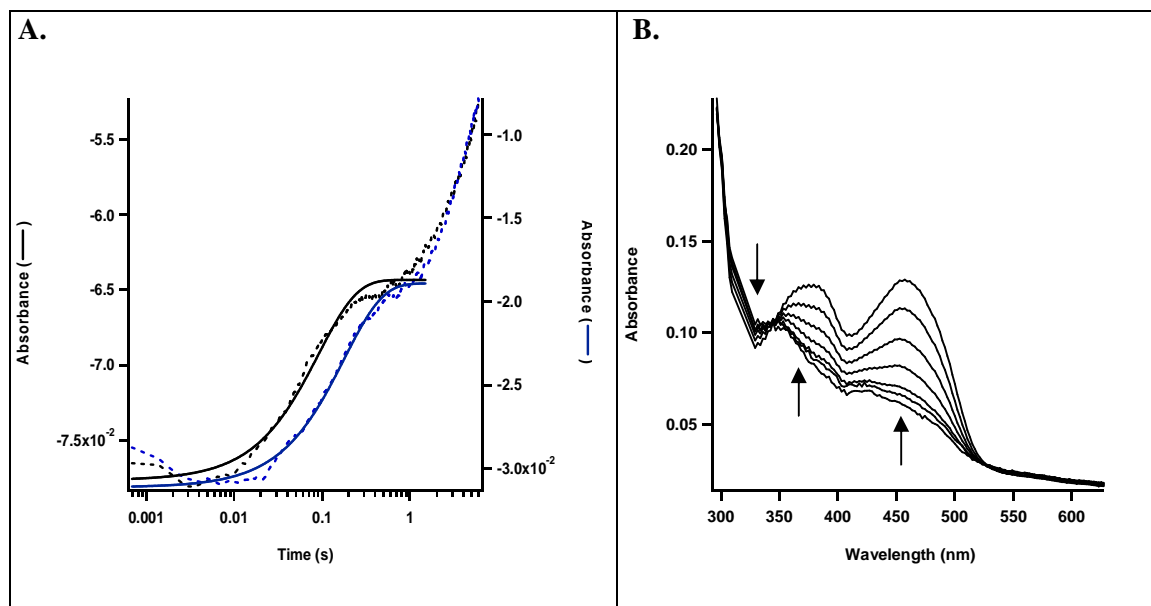 A.
-5.5
-6.0
-6.5
-7.0
-7.5x10-2
Absorbance ( — )
-1.0
-1.5
-2.0
-2.5
-3.0x10-2
Absorbance ( — )
0.001 0.01 0.1 1
Time (s)
B.
0.20
0.15
0.10
0.05
Absorbance
300 350 400 450 500 550 600
Wavelength (nm)